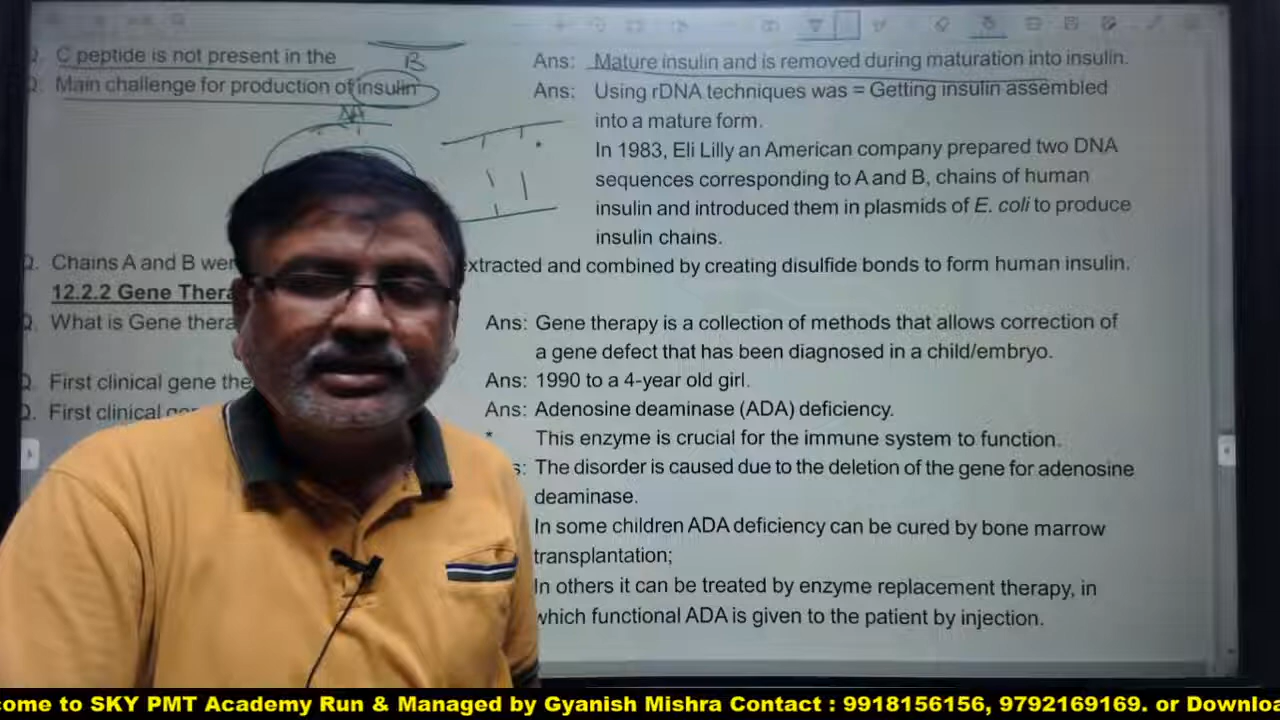 Q. C peptide is not present in the Ans: Mature insulin and is removed during maturation into insulin.
B
Q. Main challenge for production of insulin Ans: Using rDNA techniques was = Getting insulin assembled
into a mature form.
In 1983, Eli Lilly an American company prepared two DNA
sequences corresponding to A and B, chains of human
insulin and introduced them in plasmids of E. coli to produce
insulin chains.
Q. Chains A and B wer extracted and combined by creating disulfide bonds to form human insulin.
12.2.2 Gene Thera
Q. What is Gene thera Ans: Gene therapy is a collection of methods that allows correction of
a gene defect that has been diagnosed in a child/embryo.
Q. First clinical gene the Ans: 1990 to a 4-year old girl.
Q. First clinical Ans: Adenosine deaminase (ADA) deficiency.
* This enzyme is crucial for the immune system to function.
s: The disorder is caused due to the deletion of the gene for adenosine
deaminase.
In some children ADA deficiency can be cured by bone marrow
transplantation;
In others it can be treated by enzyme replacement therapy, in
which functional ADA is given to the patient by injection.
come to SKY PMT Academy Run & Managed by Gyanish Mishra Contact : 9918156156, 9792169169. or Downloa